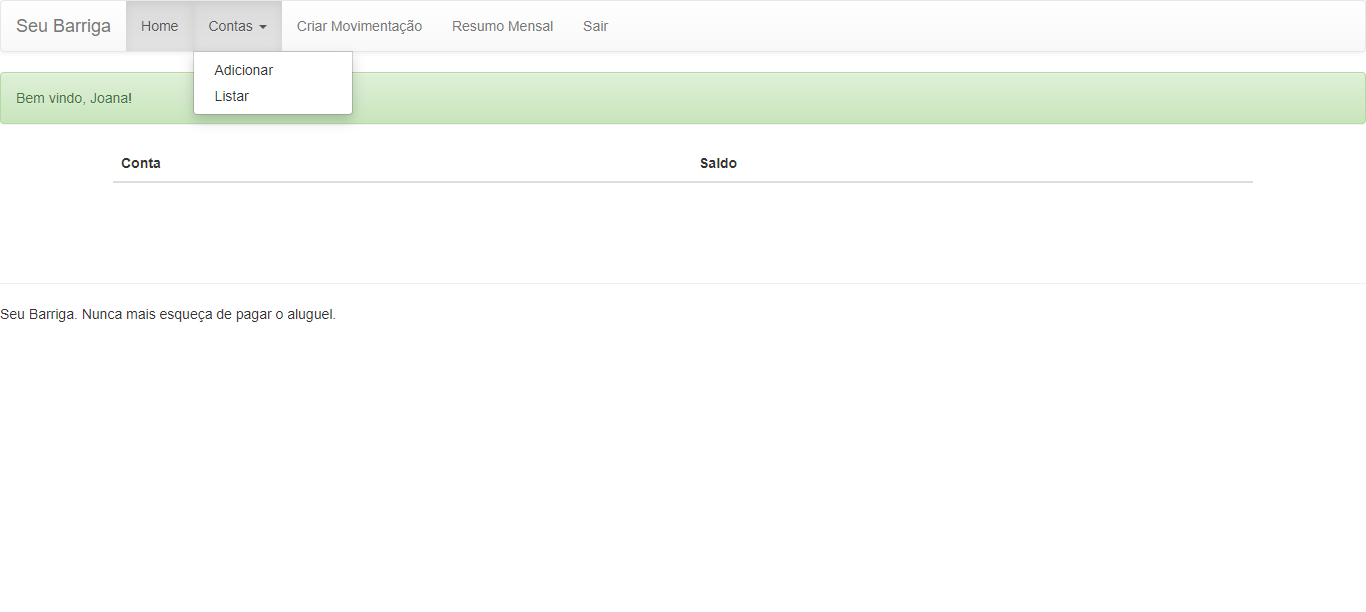 Seu Barriga Home Contas Criar Movimentação Resumo Mensal Sair
Adicionar
Listar
Bem vindo, Joana!
Conta Saldo
Seu Barriga. Nunca mais esqueça de pagar o aluguel.